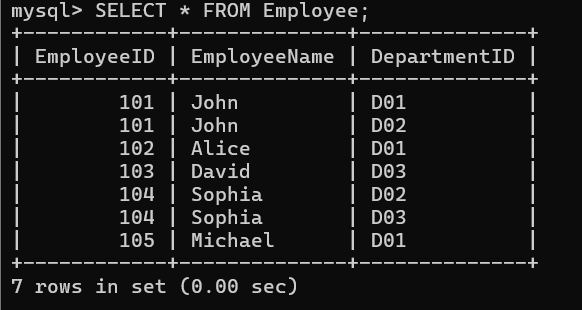 mysql> SELECT * FROM Employee;
+------------+--------------+--------------+
| EmployeeID | EmployeeName | DepartmentID |
+------------+--------------+--------------+
|        101 | John         | D01          |
|        101 | John         | D02          |
|        102 | Alice        | D01          |
|        103 | David        | D03          |
|        104 | Sophia       | D02          |
|        104 | Sophia       | D03          |
|        105 | Michael      | D01          |
+------------+--------------+--------------+
7 rows in set (0.00 sec)